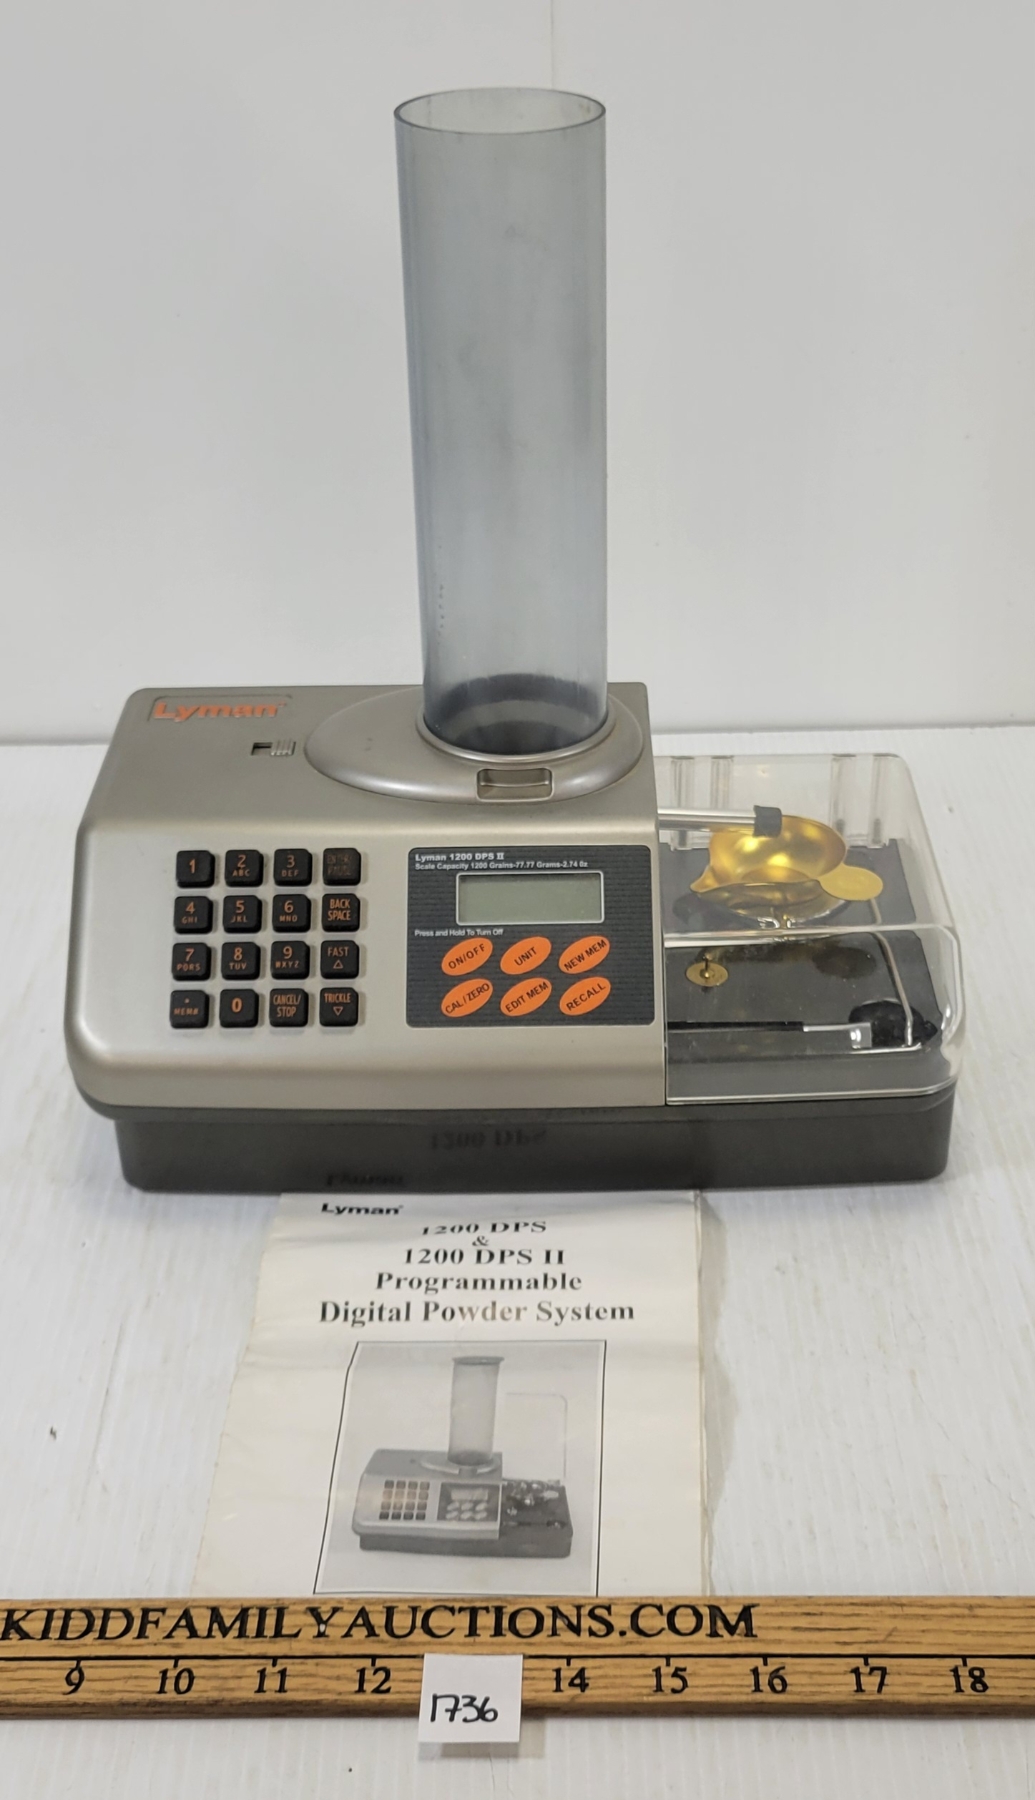 Lyman
1 2 ABC 3 DEF
4 GHI 5 JKL 6 MNO BACK SPACE
7 PQRS 8 TUV 9 WXYZ FAST
. MEM# 0 CANCEL/ STOP TRICKLE
Lyman 1200 DPS II
Scale Capacity 1200 Grains-77.77 Grams-2.74 Oz
Press and Hold To Turn Off
ON/OFF UNIT NEW MEM
CAL/ZERO EDIT MEM RECALL
1200 DPS
Lyman
Lyman
1200 DPS
&
1200 DPS II
Programmable
Digital Powder System
KIDDFAMILYAUCTIONS.COM
9 10 11 12 14 15 16 17 18
1736